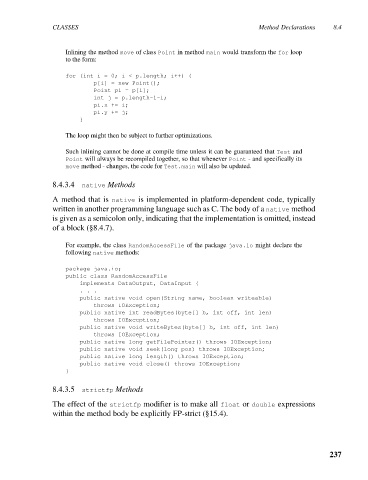 CLASSES Method Declarations 8.4
Inlining the method move of class Point in method main would transform the for loop
to the form:
for (int i = 0; i < p.length; i++) {
p[i] = new Point();
Point pi = p[i];
int j = p.length-1-i;
pi.x += i;
pi.y += j;
}
The loop might then be subject to further optimizations.
Such inlining cannot be done at compile time unless it can be guaranteed that Test and
Point will always be recompiled together, so that whenever Point - and specifically its
move method - changes, the code for Test.main will also be updated.
8.4.3.4 native Methods
A method that is native is implemented in platform-dependent code, typically
written in another programming language such as C. The body of a native method
is given as a semicolon only, indicating that the implementation is omitted, instead
of a block (§8.4.7).
For example, the class RandomAccessFile of the package java.io might declare the
following native methods:
package java.io;
public class RandomAccessFile
implements DataOutput, DataInput {
. . .
public native void open(String name, boolean writeable)
throws IOException;
public native int readBytes(byte[] b, int off, int len)
throws IOException;
public native void writeBytes(byte[] b, int off, int len)
throws IOException;
public native long getFilePointer() throws IOException;
public native void seek(long pos) throws IOException;
public native long length() throws IOException;
public native void close() throws IOException;
}
8.4.3.5 strictfp Methods
The effect of the strictfp modifier is to make all float or double expressions
within the method body be explicitly FP-strict (§15.4).
237